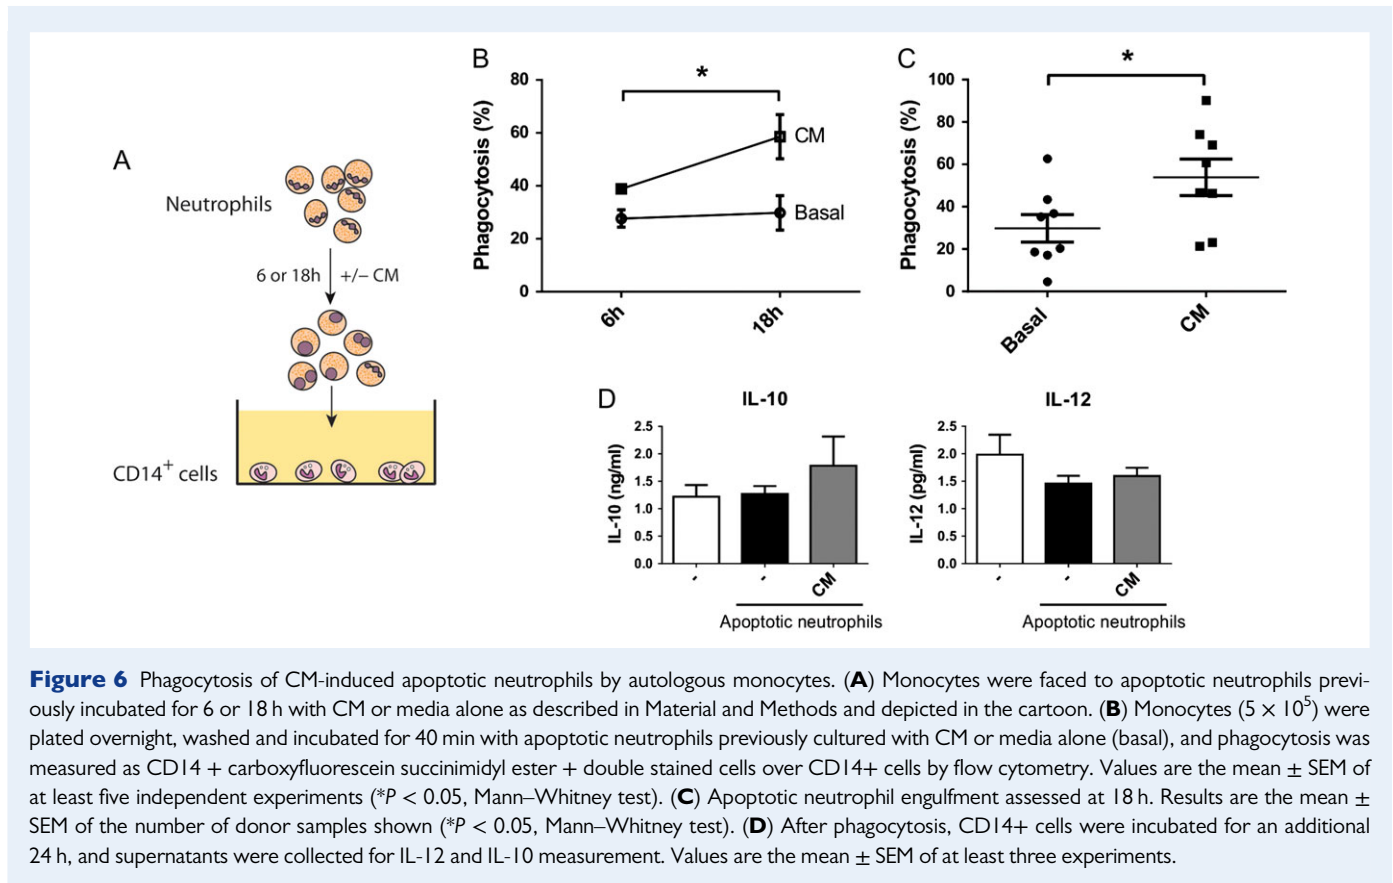 A
Neutrophils
6 or 18h
+/− CM
CD14+ cells
B
Phagocytosis (%)
80
60
40
20
0
*
CM
Basal
6h
18h
C
Phagocytosis (%)
100
80
60
40
20
0
*
Basal
CM
D
IL-10
IL-10 (ng/ml)
2.5
2.0
1.5
1.0
0.5
0.0
-
-
CM
Apoptotic neutrophils
IL-12
IL-12 (pg/ml)
2.5
2.0
1.5
1.0
0.5
0.0
-
-
CM
Apoptotic neutrophils
Figure 6 Phagocytosis of CM-induced apoptotic neutrophils by autologous monocytes. (A) Monocytes were faced to apoptotic neutrophils previ-
ously incubated for 6 or 18 h with CM or media alone as described in Material and Methods and depicted in the cartoon. (B) Monocytes (5 × 10⁵) were
plated overnight, washed and incubated for 40 min with apoptotic neutrophils previously cultured with CM or media alone (basal), and phagocytosis was
measured as CD14 + carboxyfluorescein succinimidyl ester + double stained cells over CD14+ cells by flow cytometry. Values are the mean ± SEM of
at least five independent experiments (*P < 0.05, Mann–Whitney test). (C) Apoptotic neutrophil engulfment assessed at 18 h. Results are the mean ±
SEM of the number of donor samples shown (*P < 0.05, Mann–Whitney test). (D) After phagocytosis, CD14+ cells were incubated for an additional
24 h, and supernatants were collected for IL-12 and IL-10 measurement. Values are the mean ± SEM of at least three experiments.